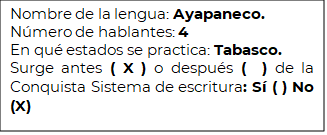 Nombre de la lengua: Ayapaneco.
Número de hablantes: 4
En qué estados se practica: Tabasco.
Surge antes ( X ) o después ( ) de la
Conquista Sistema de escritura: Sí ( ) No
(X)